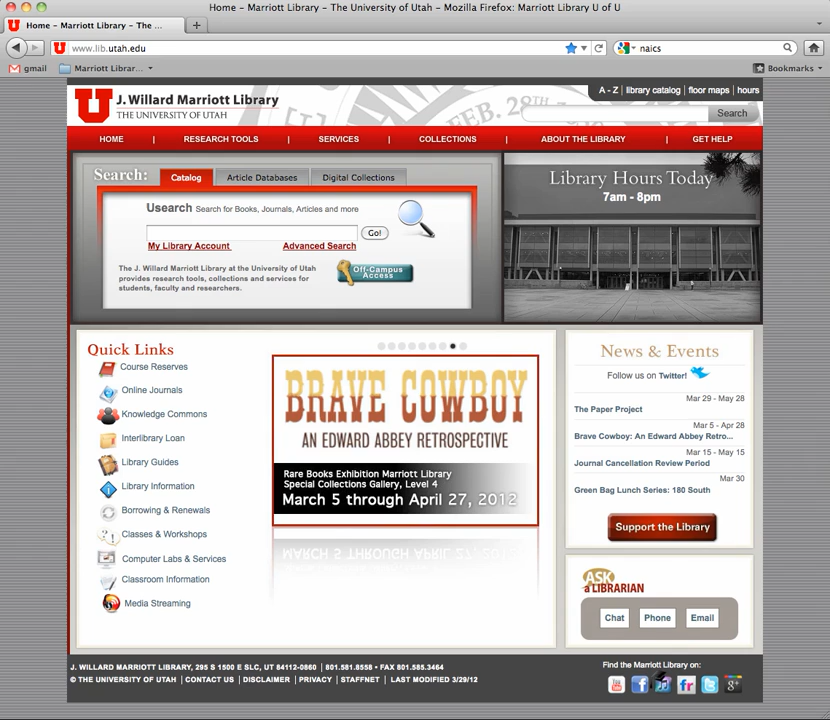 Home – Marriott Library – The University of Utah – Mozilla Firefox: Marriott Library U of U
Home – Marriott Library – The ...
www.lib.utah.edu
naics
gmail
Marriott Librar...
Bookmarks
A - Z | library catalog | floor maps | hours
U J. Willard Marriott Library
THE UNIVERSITY OF UTAH
FEB. 28TH
Search
HOME | RESEARCH TOOLS | SERVICES | COLLECTIONS | ABOUT THE LIBRARY | GET HELP
Search: Catalog Article Databases Digital Collections
Usearch Search for Books, Journals, Articles and more
Go!
My Library Account Advanced Search
The J. Willard Marriott Library at the University of Utah
provides research tools, collections and services for
students, faculty and researchers.
Off-Campus
Access
Library Hours Today
7am - 8pm
Quick Links
Course Reserves
Online Journals
Knowledge Commons
Interlibrary Loan
Library Guides
Library Information
Borrowing & Renewals
Classes & Workshops
Computer Labs & Services
Classroom Information
Media Streaming
BRAVE COWBOY
AN EDWARD ABBEY RETROSPECTIVE
Rare Books Exhibition Marriott Library
Special Collections Gallery, Level 4
March 5 through April 27, 2012
MARCH 5 THROUGH APRIL 27, 2012
News & Events
Follow us on Twitter!
Mar 29 - May 28
The Paper Project
Mar 5 - Apr 28
Brave Cowboy: An Edward Abbey Retro...
Mar 15 - May 15
Journal Cancellation Review Period
Mar 30
Green Bag Lunch Series: 180 South
Support the Library
ASK
a LIBRARIAN
Chat Phone Email
J. WILLARD MARRIOTT LIBRARY, 295 S 1500 E SLC, UT 84112-0860 | 801.581.8558 • FAX 801.585.3464
© THE UNIVERSITY OF UTAH | CONTACT US | DISCLAIMER | PRIVACY | STAFFNET | LAST MODIFIED 3/29/12
Find the Marriott Library on: